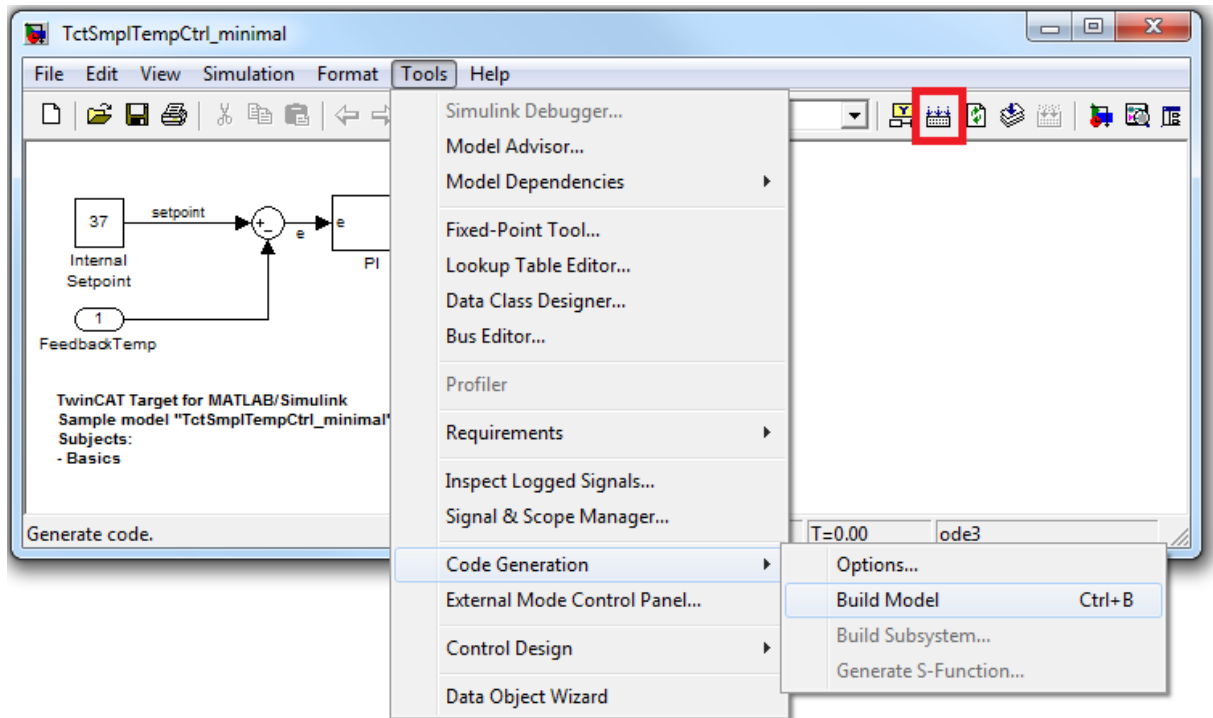 TctSmplTempCtrl_minimal
File Edit View Simulation Format Tools Help
Simulink Debugger...
Model Advisor...
Model Dependencies
Fixed-Point Tool...
Lookup Table Editor...
Data Class Designer...
Bus Editor...
Profiler
Requirements
Inspect Logged Signals...
Signal & Scope Manager...
Code Generation
External Mode Control Panel...
Control Design
Data Object Wizard
37
setpoint
e
e
Internal
Setpoint
PI
1
FeedbackTemp
TwinCAT Target for MATLAB/Simulink
Sample model "TctSmplTempCtrl_minimal"
Subjects:
- Basics
Generate code.
T=0.00 ode3
Options...
Build Model Ctrl+B
Build Subsystem...
Generate S-Function...